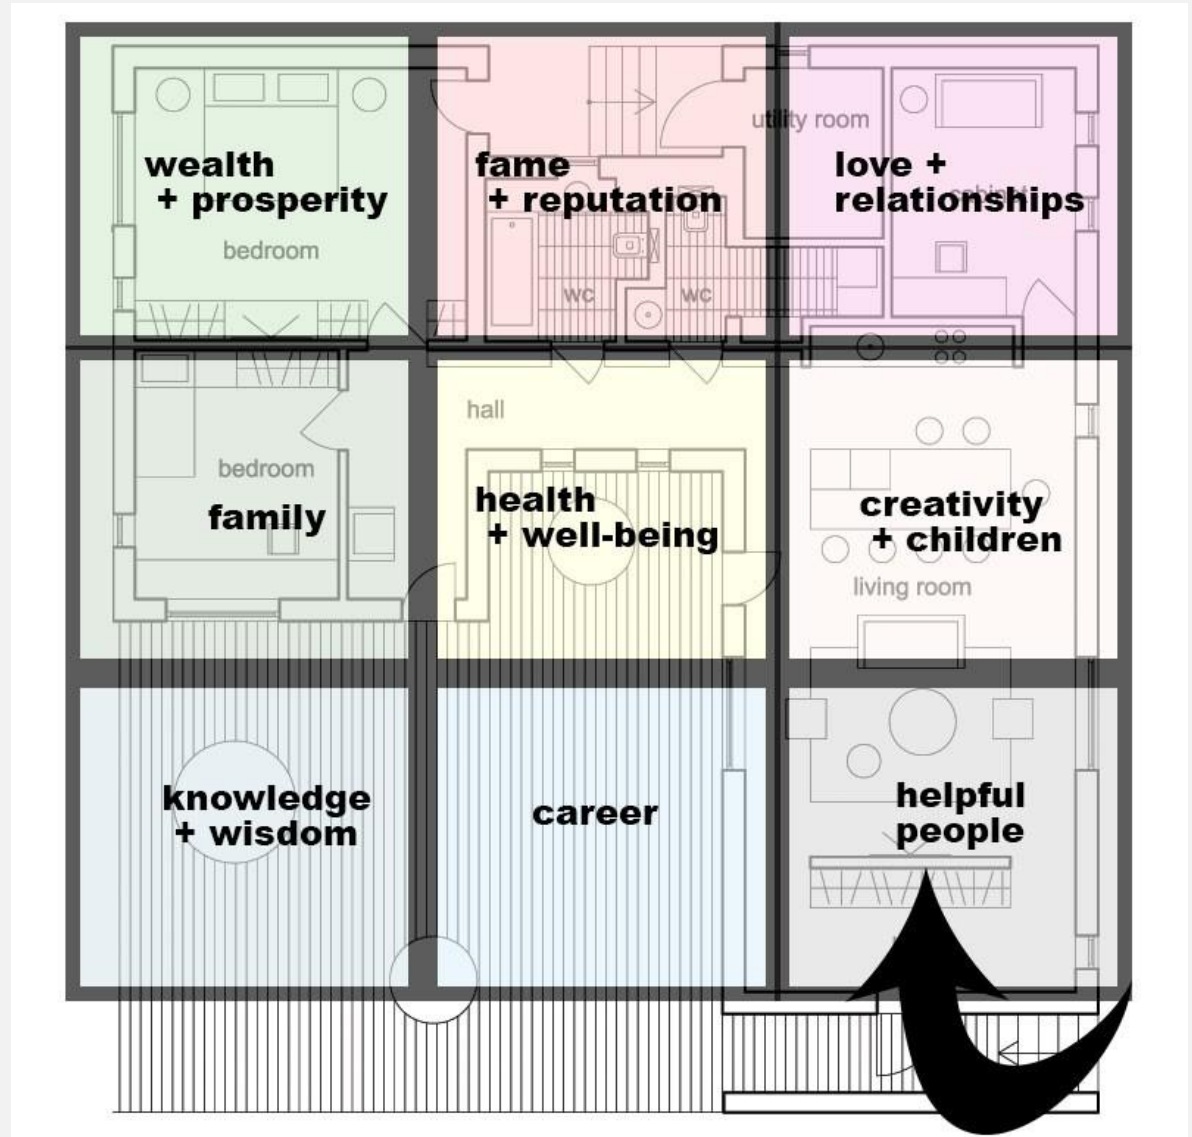 wealth
+ prosperity
bedroom
fame
+ reputation
wc
wc
utility room
love +
relationships
cabinet
bedroom
family
hall
health
+ well-being
creativity
+ children
living room
knowledge
+ wisdom
career
helpful
people